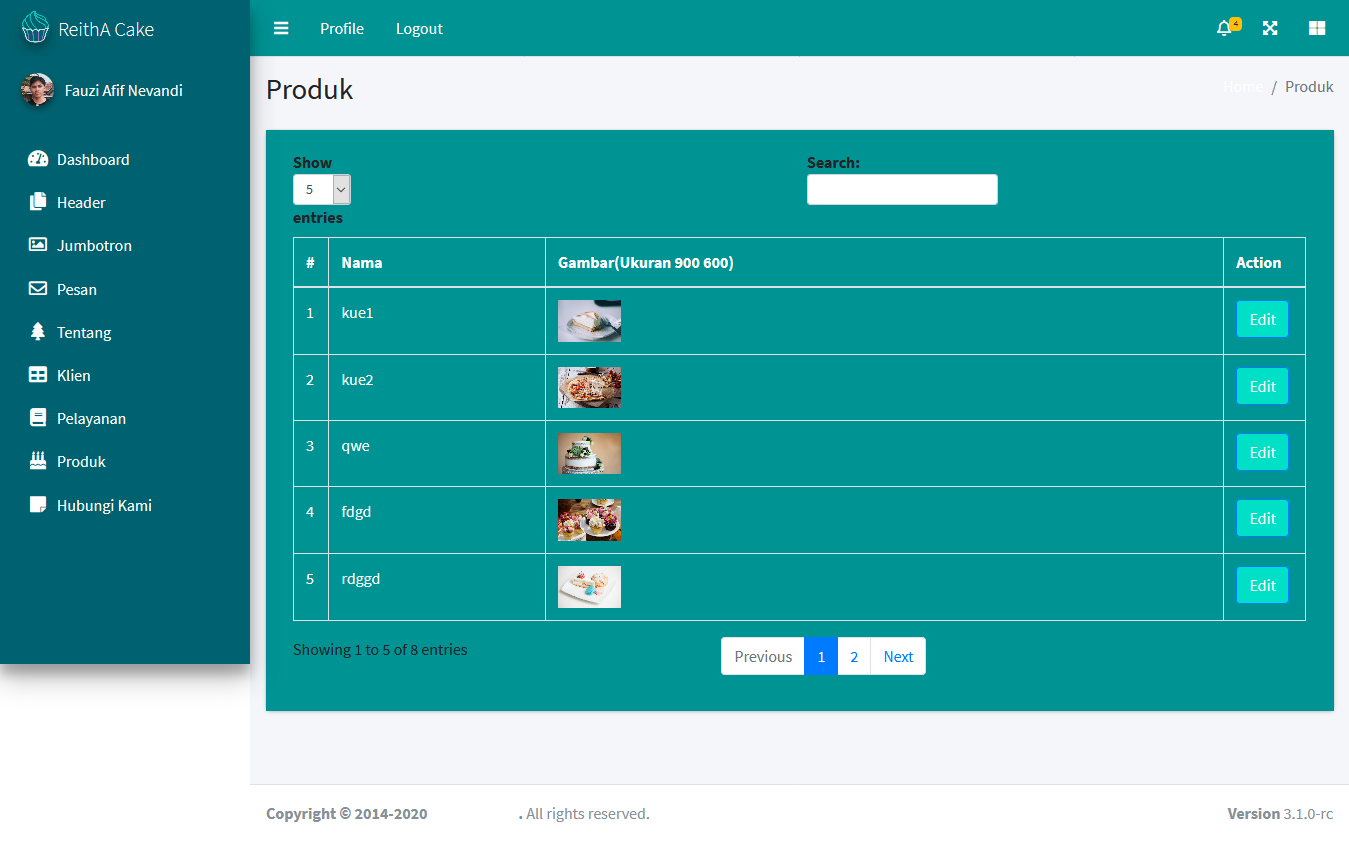 ReithA Cake
Profile
Logout
4
Fauzi Afif Nevandi
Dashboard
Header
Jumbotron
Pesan
Tentang
Klien
Pelayanan
Produk
Hubungi Kami
Produk
Home / Produk
Show
5
entries
Search:
# Nama Gambar(Ukuran 900 600) Action
1 kue1 Edit
2 kue2 Edit
3 qwe Edit
4 fdgd Edit
5 rdggd Edit
Showing 1 to 5 of 8 entries
Previous 1 2 Next
Copyright © 2014-2020 . All rights reserved.
Version 3.1.0-rc